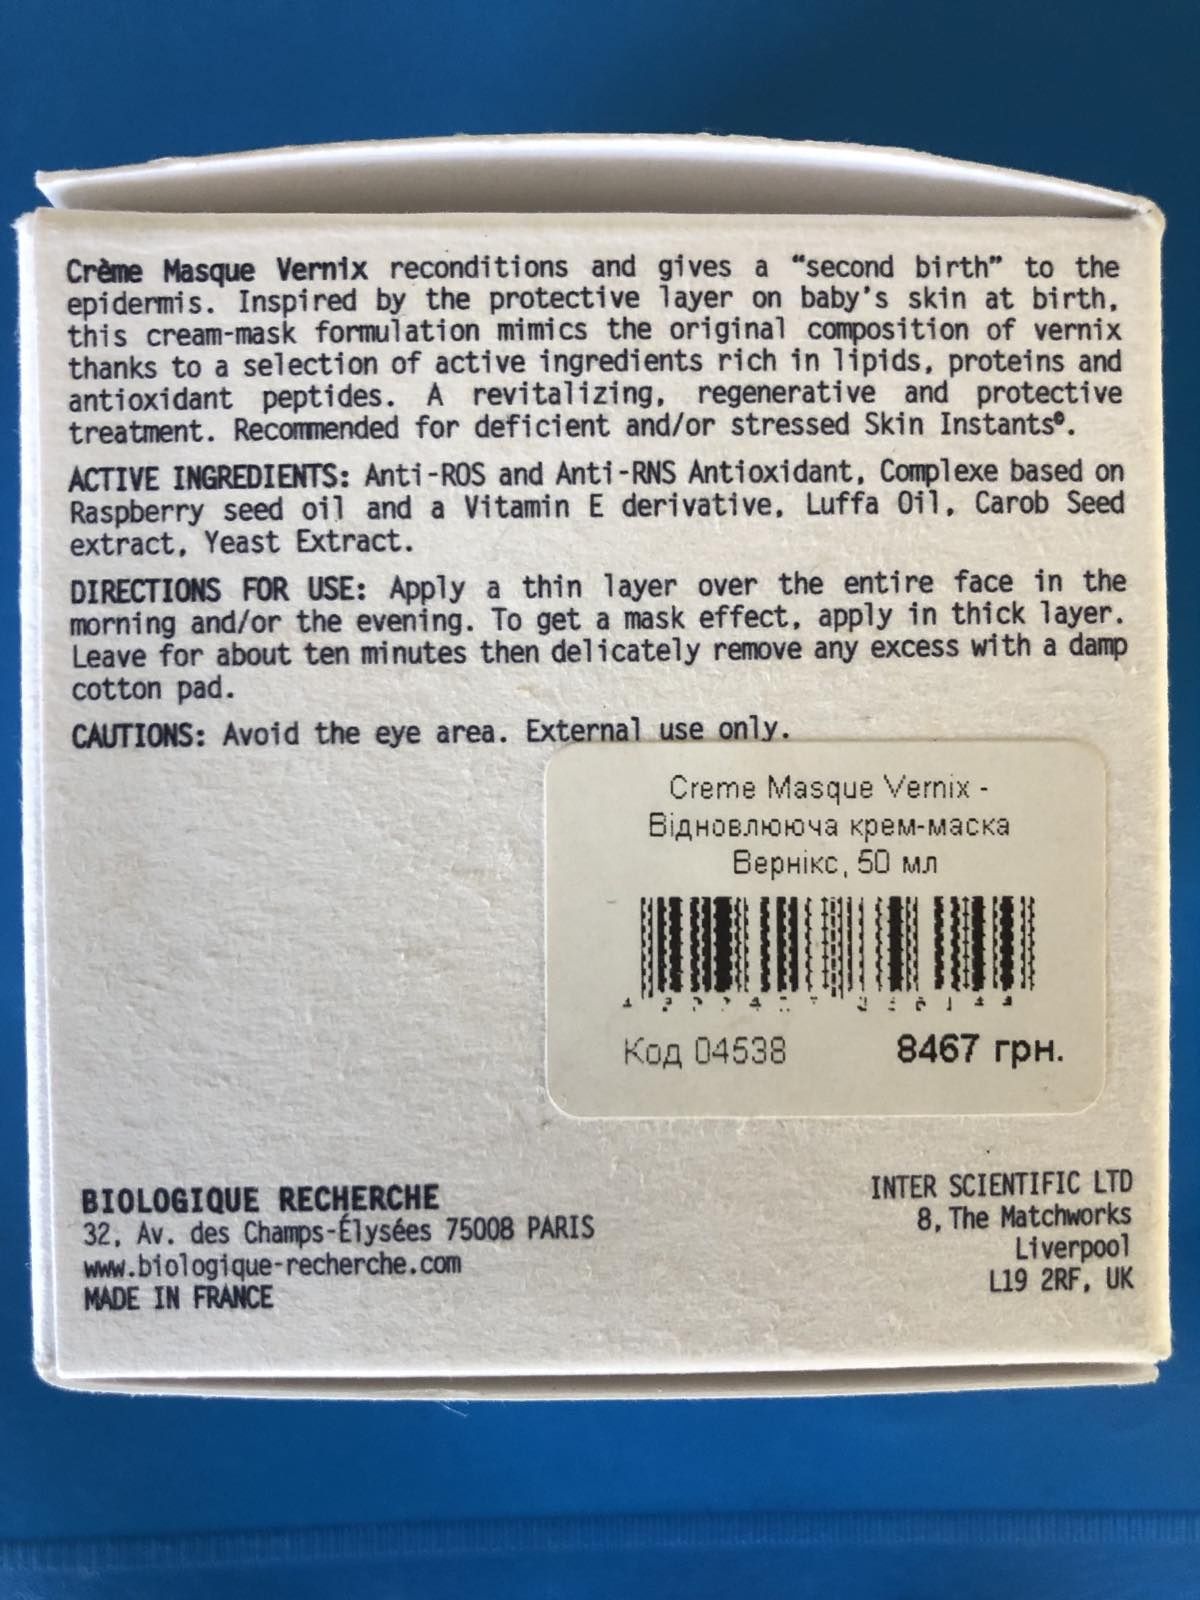 Crème Masque Vernix reconditions and gives a “second birth” to the
epidermis. Inspired by the protective layer on baby’s skin at birth,
this cream-mask formulation mimics the original composition of vernix
thanks to a selection of active ingredients rich in lipids, proteins and
antioxidant peptides. A revitalizing, regenerative and protective
treatment. Recommended for deficient and/or stressed Skin Instants®.
ACTIVE INGREDIENTS: Anti-ROS and Anti-RNS Antioxidant, Complexe based on
Raspberry seed oil and a Vitamin E derivative, Luffa Oil, Carob Seed
extract, Yeast Extract.
DIRECTIONS FOR USE: Apply a thin layer over the entire face in the
morning and/or the evening. To get a mask effect, apply in thick layer.
Leave for about ten minutes then delicately remove any excess with a damp
cotton pad.
CAUTIONS: Avoid the eye area. External use only.
Creme Masque Vernix -
Відновлююча крем-маска
Вернікс, 50 мл
Код 04538 8467 грн.
BIOLOGIQUE RECHERCHE
32, Av. des Champs-Élysées 75008 PARIS
www.biologique-recherche.com
MADE IN FRANCE
INTER SCIENTIFIC LTD
8, The Matchworks
Liverpool
L19 2RF, UK